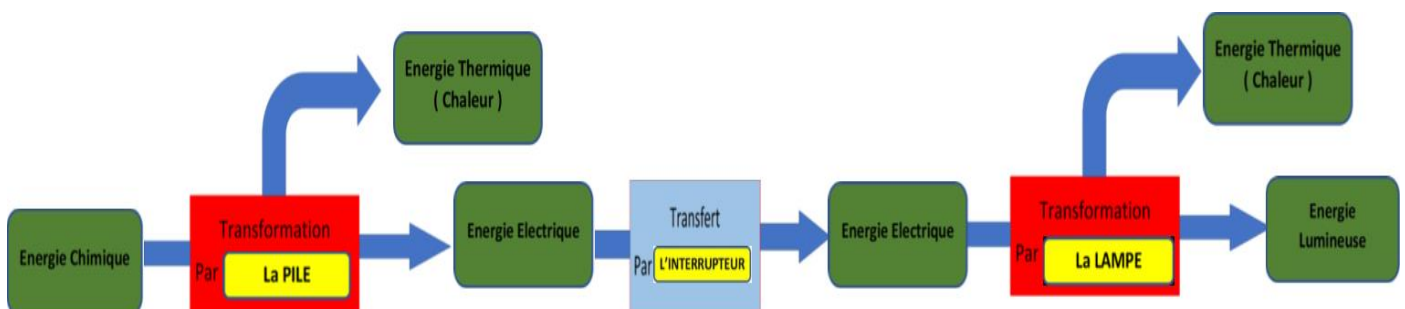 Energie Thermique
( Chaleur )
Energie Thermique
( Chaleur )
Energie Chimique
Transformation
Par La PILE
Energie Electrique
Transfert
Par L'INTERRUPTEUR
Energie Electrique
Transformation
Par La LAMPE
Energie
Lumineuse